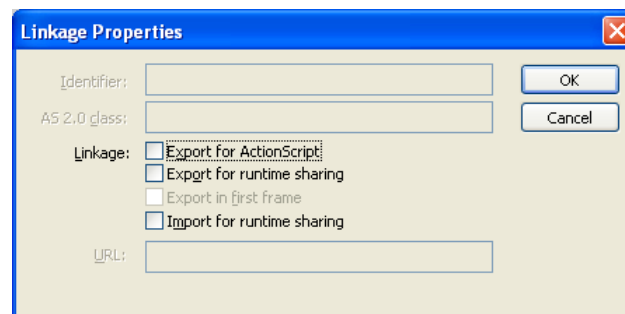 Linkage Properties
Identifier:
OK
AS 2.0 class:
Cancel
Linkage:
Export for ActionScript
Export for runtime sharing
Export in first frame
Import for runtime sharing
URL: